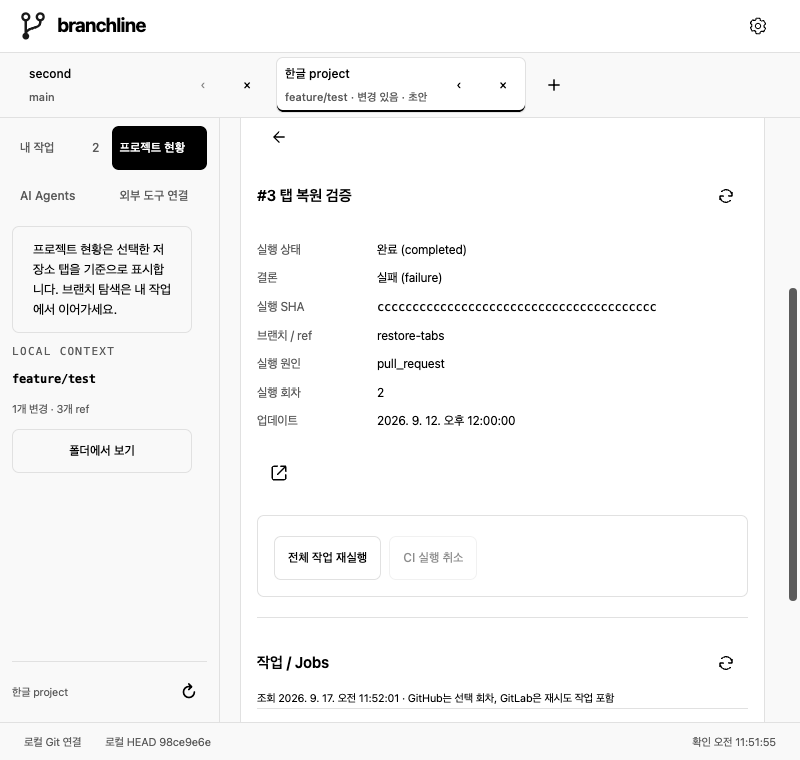 branchline
second
main
한글 project
feature/test · 변경 있음 · 초안
내 작업 2
프로젝트 현황
AI Agents
외부 도구 연결
프로젝트 현황은 선택한 저
장소 탭을 기준으로 표시합
니다. 브랜치 탐색은 내 작업
에서 이어가세요.
LOCAL CONTEXT
feature/test
1개 변경 · 3개 ref
폴더에서 보기
한글 project
#3 탭 복원 검증
실행 상태 완료 (completed)
결론 실패 (failure)
실행 SHA cccccccccccccccccccccccccccccccccccccccc
브랜치 / ref restore-tabs
실행 원인 pull_request
실행 회차 2
업데이트 2026. 9. 12. 오후 12:00:00
전체 작업 재실행
CI 실행 취소
작업 / Jobs
조회 2026. 9. 17. 오전 11:52:01 · GitHub는 선택 회차, GitLab은 재시도 작업 포함
로컬 Git 연결
로컬 HEAD 98ce9e6e
확인 오전 11:51:55